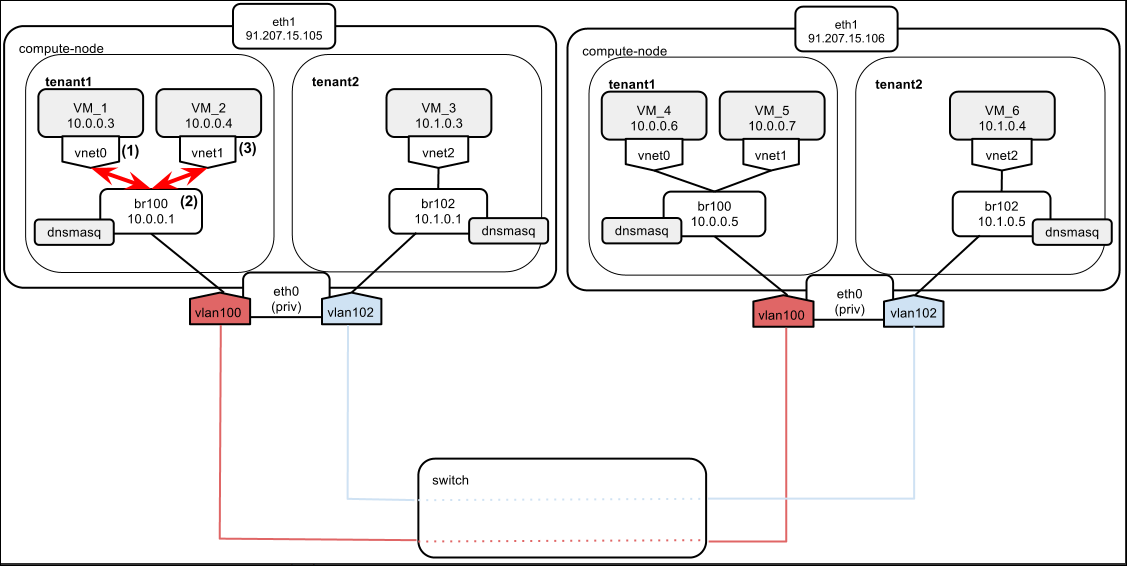 eth1
91.207.15.105
compute-node
tenant1
VM_1
10.0.0.3
VM_2
10.0.0.4
vnet0
(1)
vnet1
(3)
br100
(2)
10.0.0.1
dnsmasq
tenant2
VM_3
10.1.0.3
vnet2
br102
10.1.0.1
dnsmasq
eth0
(priv)
vlan100
vlan102
eth1
91.207.15.106
compute-node
tenant1
VM_4
10.0.0.6
VM_5
10.0.0.7
vnet0
vnet1
br100
10.0.0.5
dnsmasq
tenant2
VM_6
10.1.0.4
vnet2
br102
10.1.0.5
dnsmasq
eth0
(priv)
vlan100
vlan102
switch